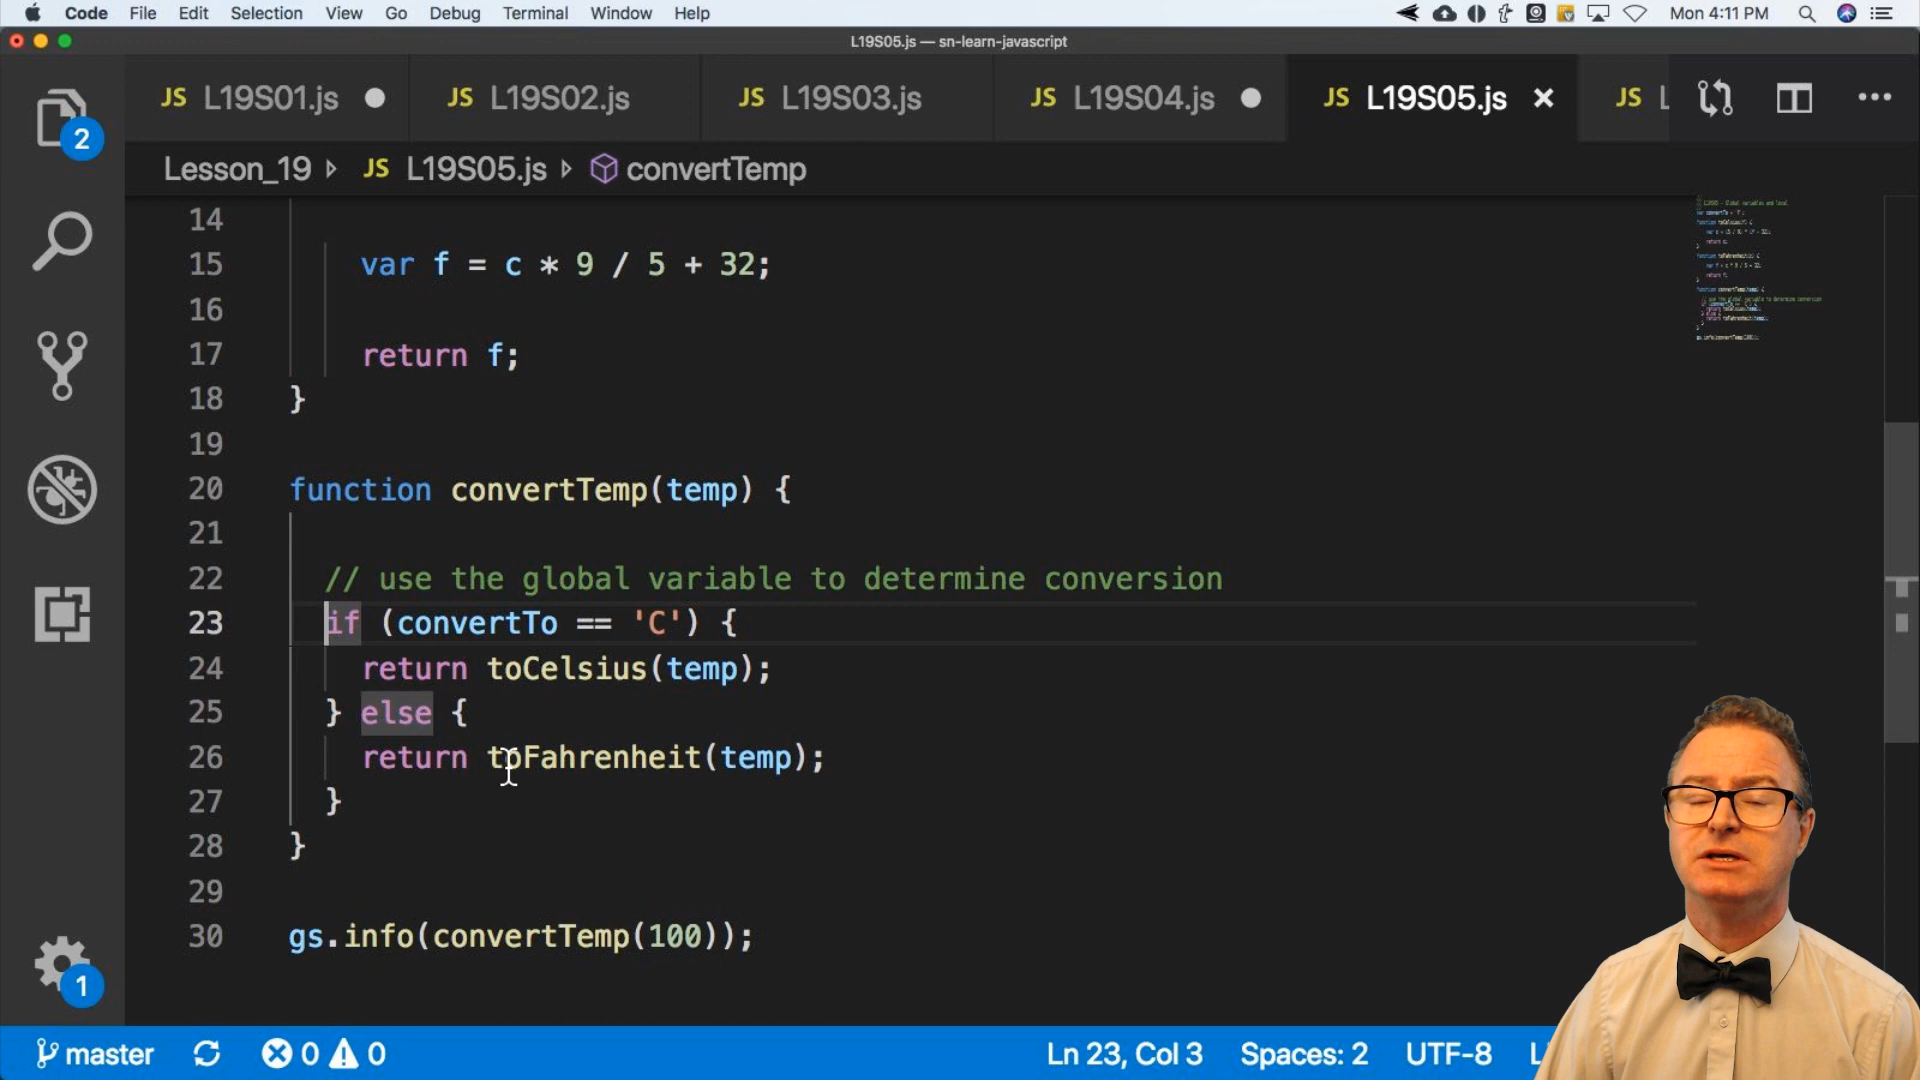 Code File Edit Selection View Go Debug Terminal Window Help Mon 4:11 PM
L19S05.js — sn-learn-javascript
JS L19S01.js JS L19S02.js JS L19S03.js JS L19S04.js JS L19S05.js JS L
2
Lesson_19 JS L19S05.js convertTemp
14
15 var f = c * 9 / 5 + 32;
16
17 return f;
18 }
19
20 function convertTemp(temp) {
21
22 // use the global variable to determine conversion
23 if (convertTo == 'C') {
24 return toCelsius(temp);
25 } else {
26 return toFahrenheit(temp);
27 }
28 }
29
30 gs.info(convertTemp(100));
1
master 0 0 Ln 23, Col 3 Spaces: 2 UTF-8